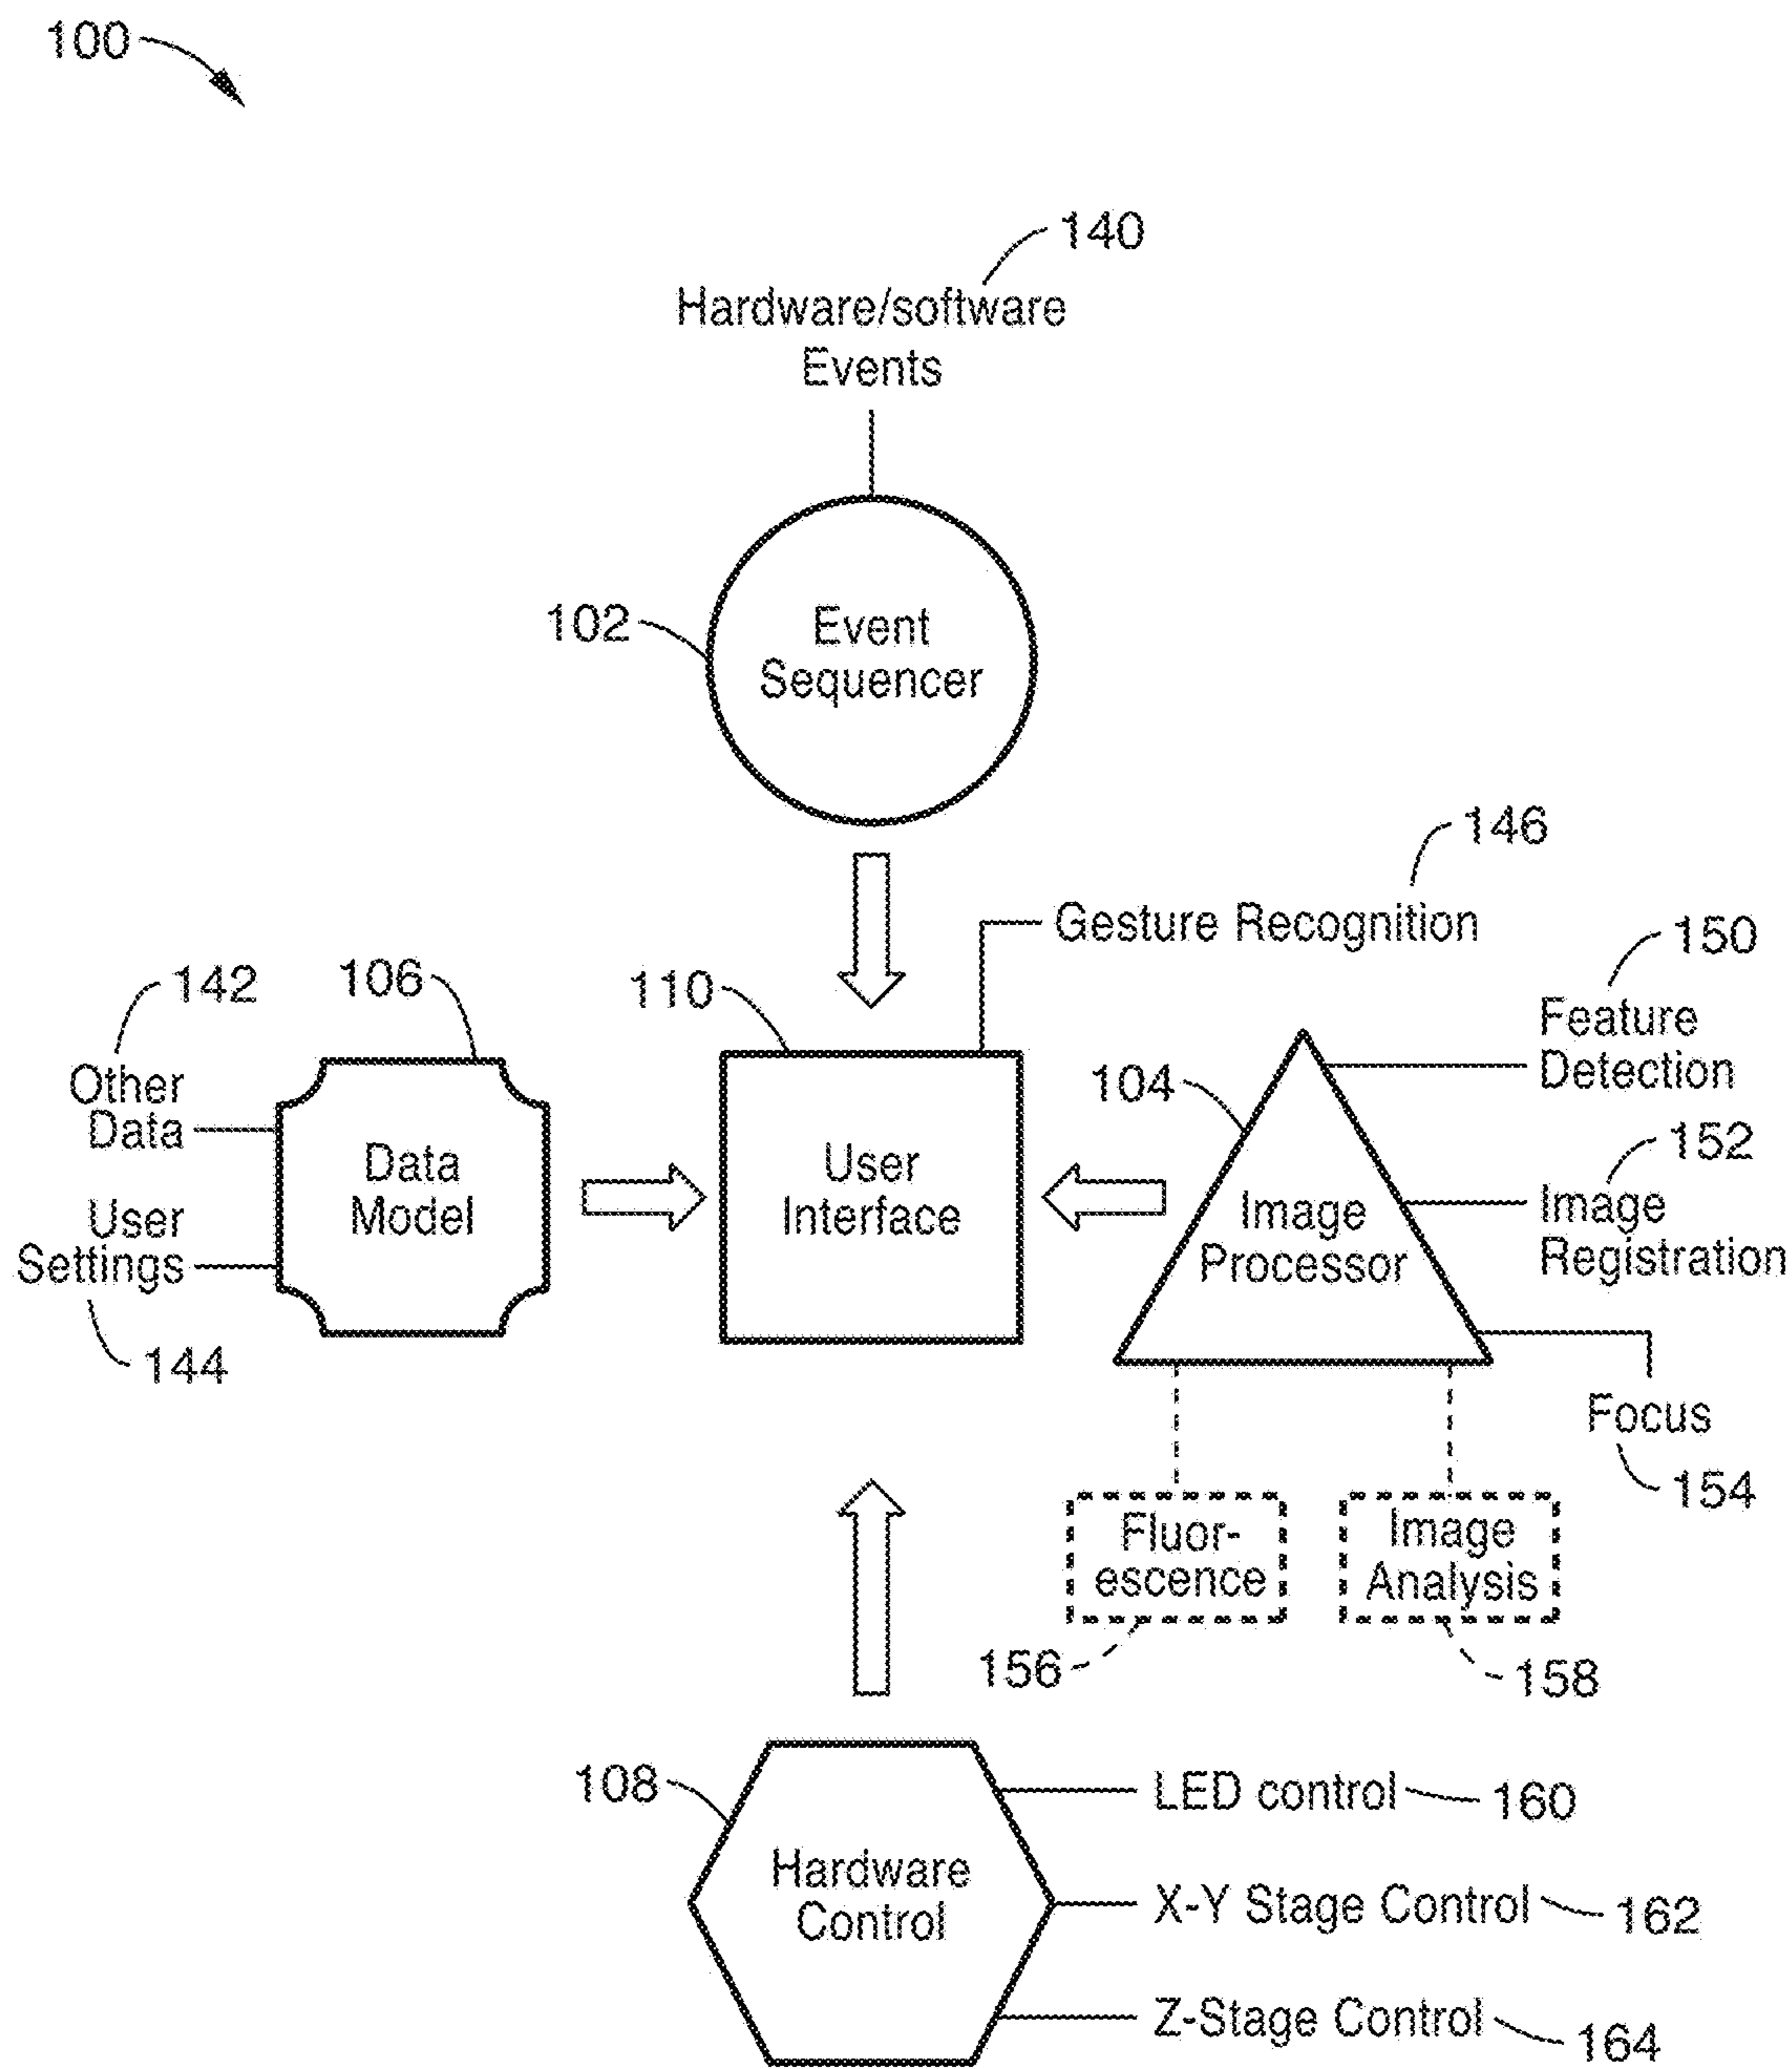 100
140
Hardware/software
Events
102
Event
Sequencer
146
Gesture Recognition
142
106
110
150
Feature
Detection
Other
Data
104
152
Data
Model
User
Interface
Image
Processor
Image
Registration
User
Settings
144
Focus
154
Fluor-
escence
Image
Analysis
156
158
108
LED control
160
Hardware
Control
X-Y Stage Control
162
Z-Stage Control
164